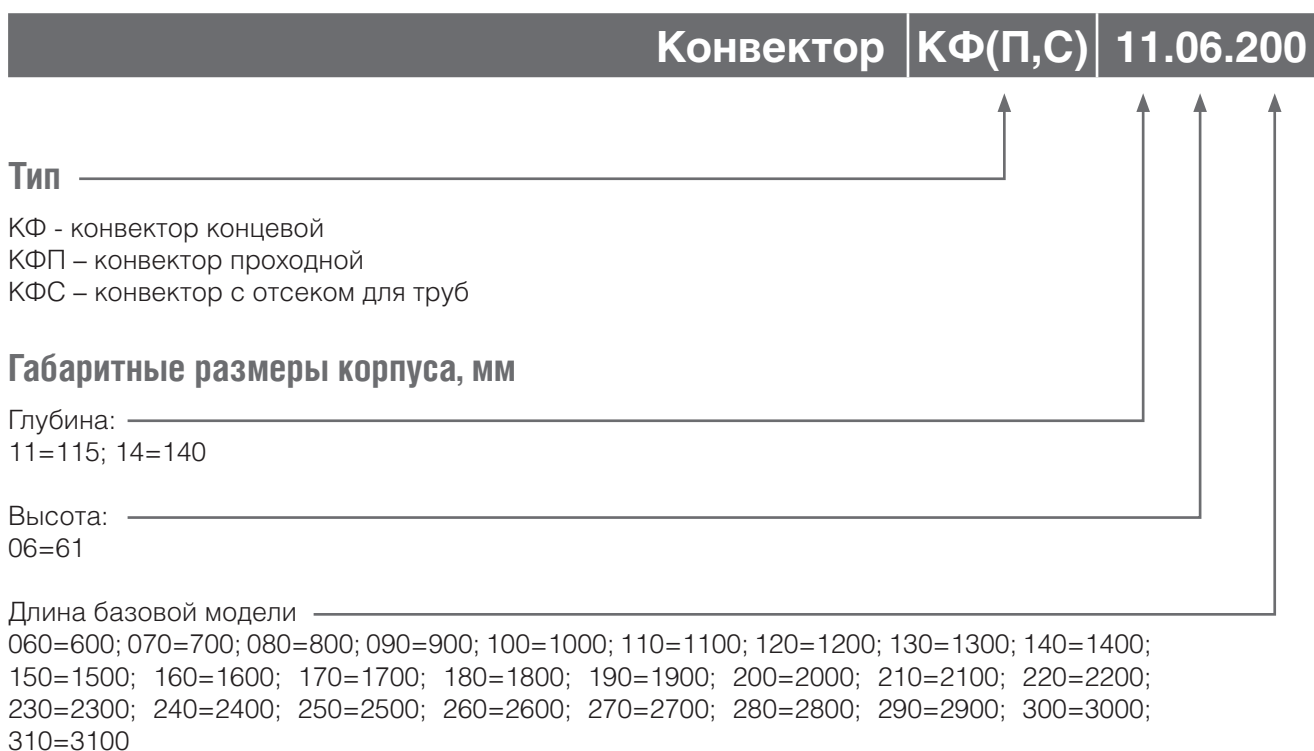 Конвектор КФ(П,С) 11.06.200
Тип
КФ - конвектор концевой
КФП – конвектор проходной
КФС – конвектор с отсеком для труб
Габаритные размеры корпуса, мм
Глубина:
11=115; 14=140
Высота:
06=61
Длина базовой модели
060=600; 070=700; 080=800; 090=900; 100=1000; 110=1100; 120=1200; 130=1300; 140=1400;
150=1500; 160=1600; 170=1700; 180=1800; 190=1900; 200=2000; 210=2100; 220=2200;
230=2300; 240=2400; 250=2500; 260=2600; 270=2700; 280=2800; 290=2900; 300=3000;
310=3100